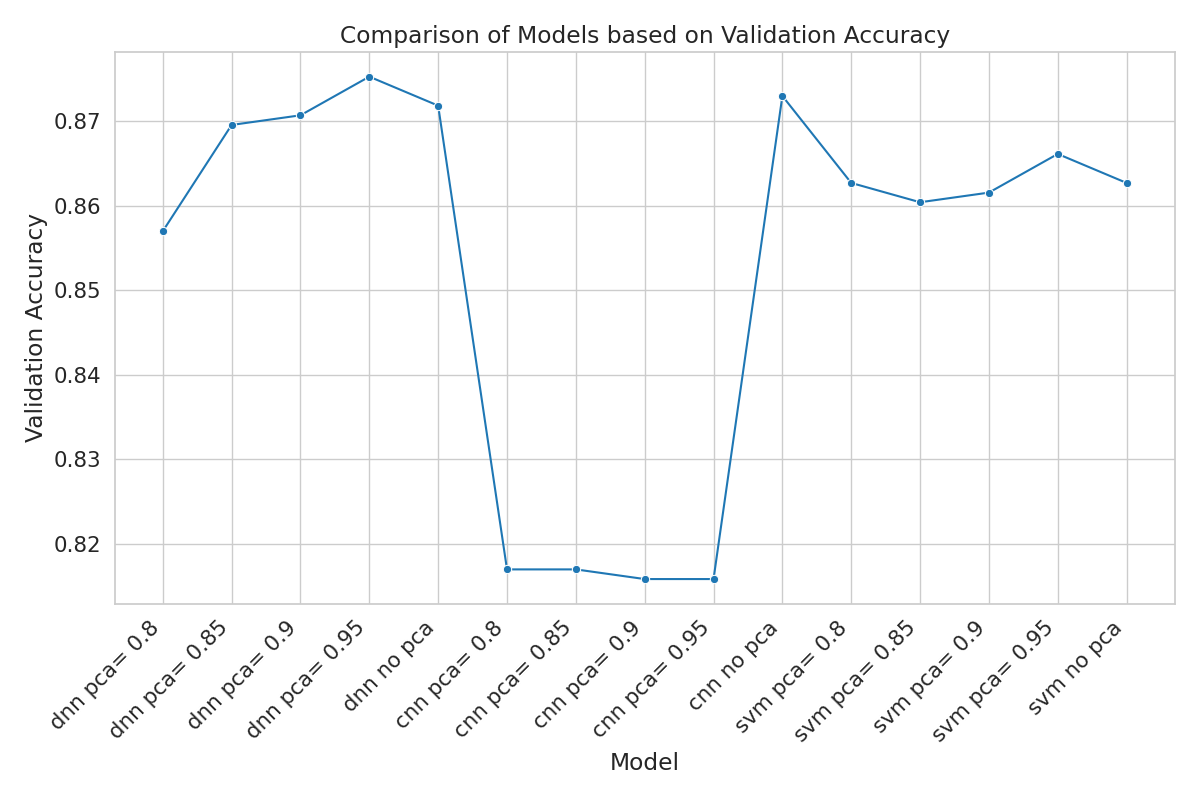 Comparison of Models based on Validation Accuracy
Validation Accuracy
0.87
0.86
0.85
0.84
0.83
0.82
dnn pca= 0.8
dnn pca= 0.85
dnn pca= 0.9
dnn pca= 0.95
dnn no pca
cnn pca= 0.8
cnn pca= 0.85
cnn pca= 0.9
cnn pca= 0.95
cnn no pca
svm pca= 0.8
svm pca= 0.85
svm pca= 0.9
svm pca= 0.95
svm no pca
Model